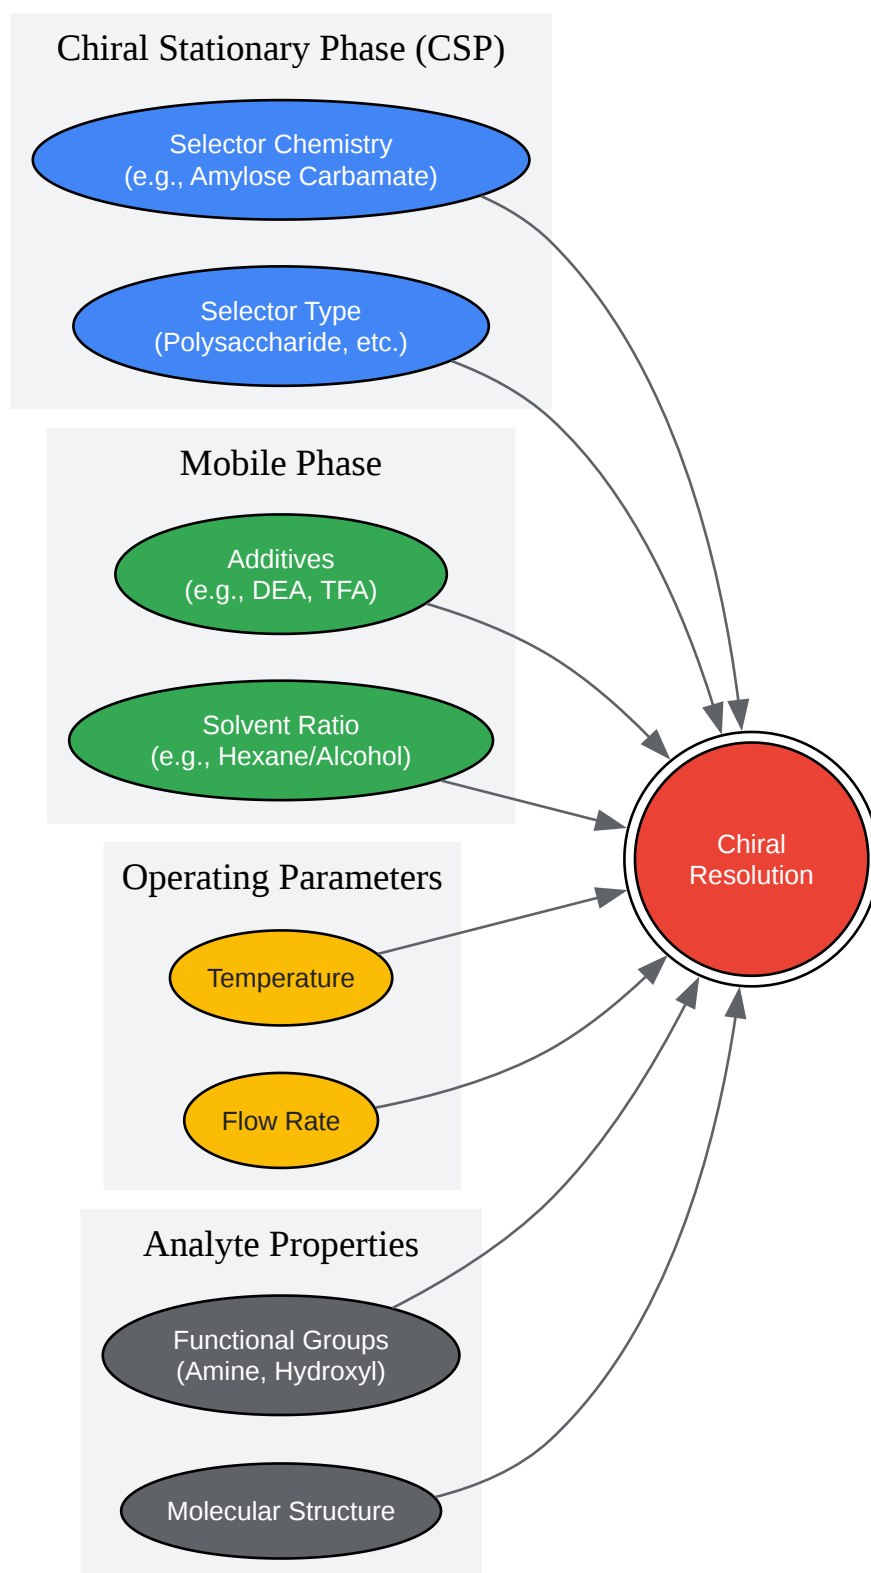 Chiral Stationary Phase (CSP)
Selector Chemistry
(e.g., Amylose Carbamate)
Selector Type
(Polysaccharide, etc.)
Mobile Phase
Additives
(e.g., DEA, TFA)
Solvent Ratio
(e.g., Hexane/Alcohol)
Chiral
Resolution
Operating Parameters
Temperature
Flow Rate
Analyte Properties
Functional Groups
(Amine, Hydroxyl)
Molecular Structure